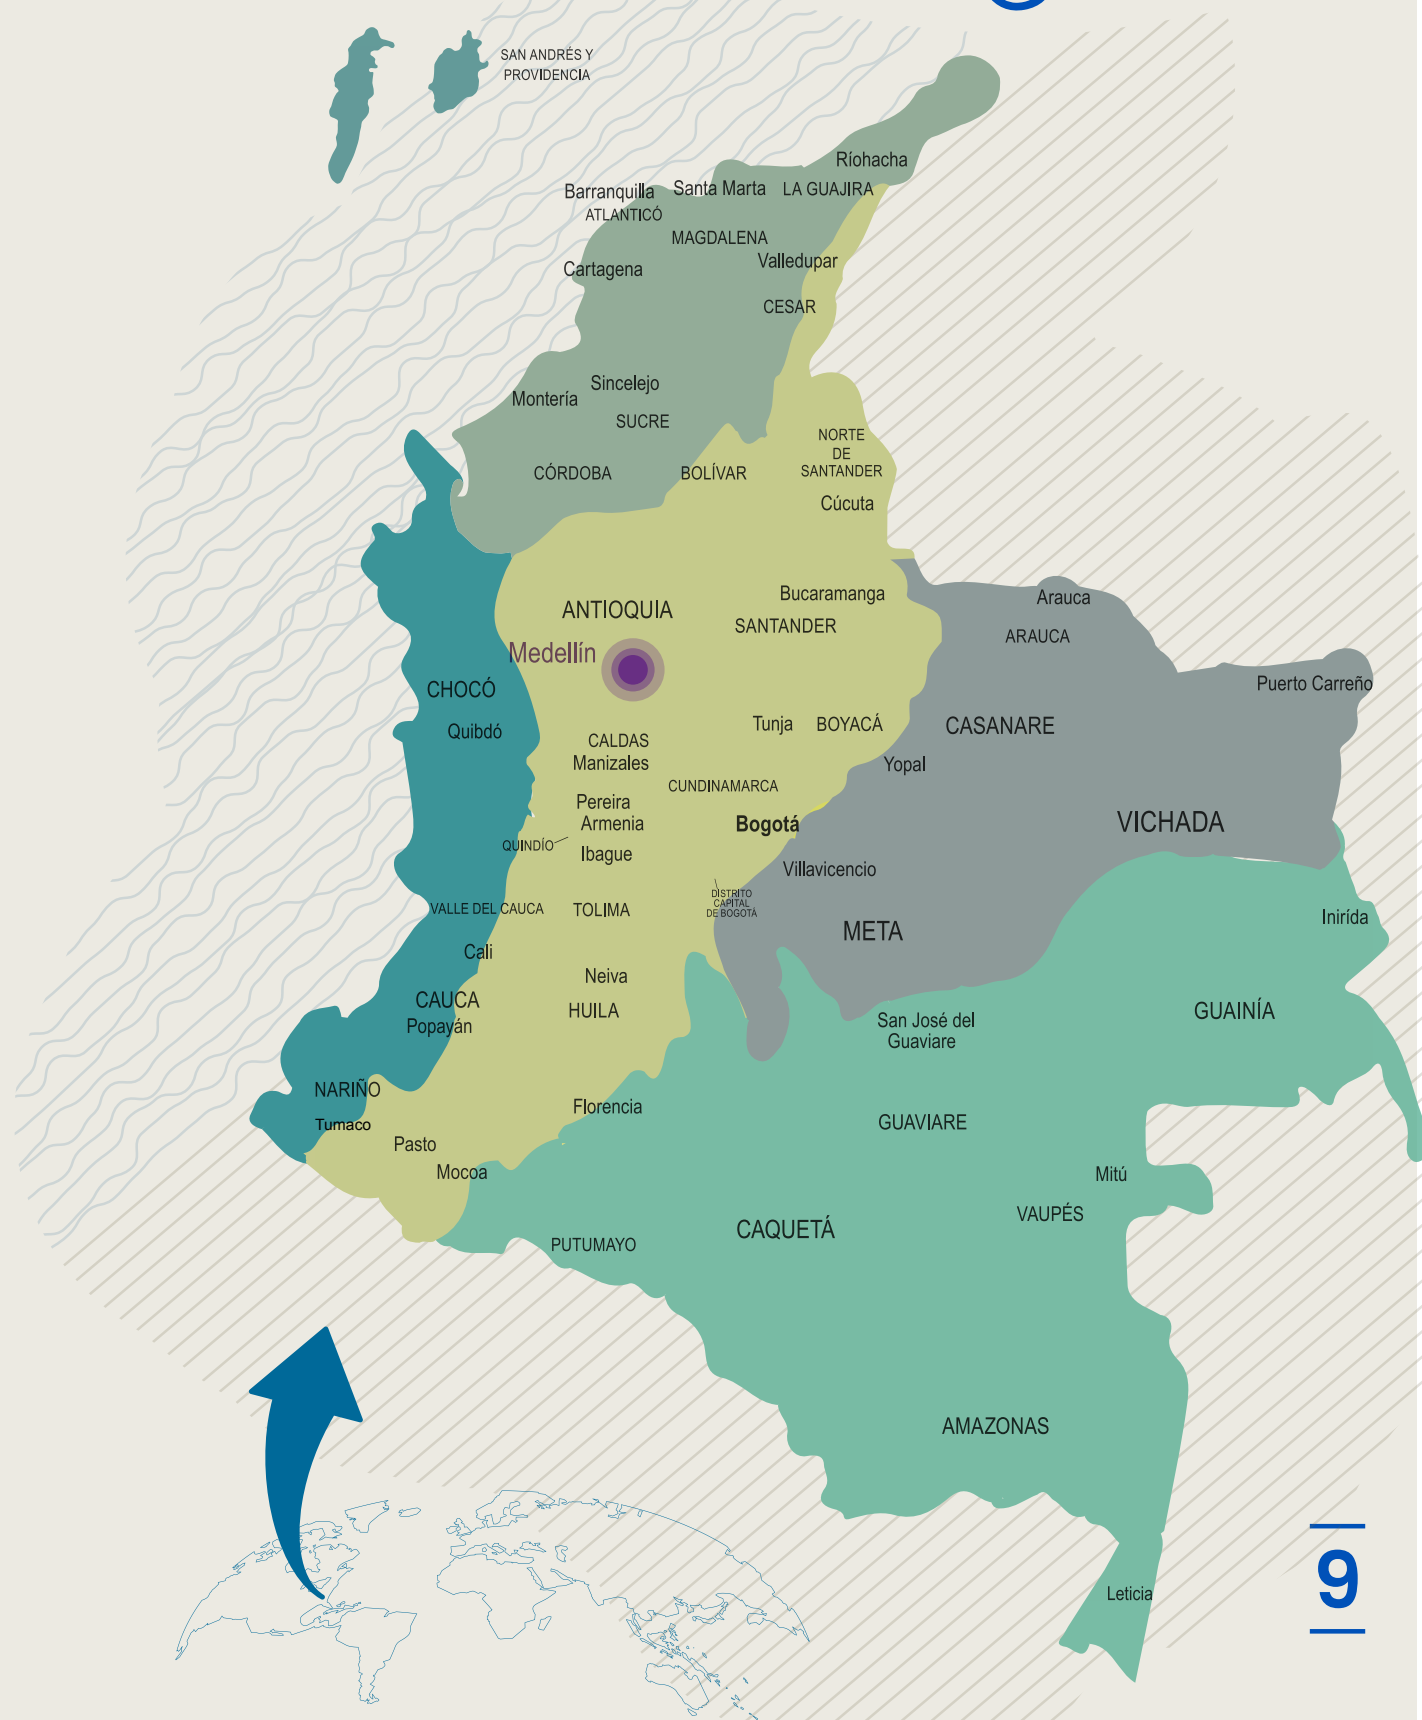 SAN ANDRÉS Y
PROVIDENCIA
Ríohacha
Barranquilla
Santa Marta
LA GUAJIRA
ATLANTICÓ
MAGDALENA
Valledupar
Cartagena
CESAR
Sincelejo
Montería
SUCRE
NORTE
DE
SANTANDER
CÓRDOBA
BOLÍVAR
Cúcuta
Bucaramanga
Arauca
ANTIOQUIA
SANTANDER
ARAUCA
Medellín
CHOCÓ
Puerto Carreño
Quibdó
Tunja
BOYACÁ
CASANARE
CALDAS
Manizales
Yopal
CUNDINAMARCA
Pereira
Armenia
Bogotá
VICHADA
QUINDÍO
Ibague
Villavicencio
DISTRITO
CAPITAL
DE BOGOTÁ
VALLE DEL CAUCA
TOLIMA
Inirída
META
Cali
Neiva
CAUCA
HUILA
GUAINÍA
Popayán
San José del
Guaviare
NARIÑO
Florencia
Tumaco
GUAVIARE
Pasto
Mocoa
Mitú
VAUPÉS
CAQUETÁ
PUTUMAYO
AMAZONAS
Leticia
9